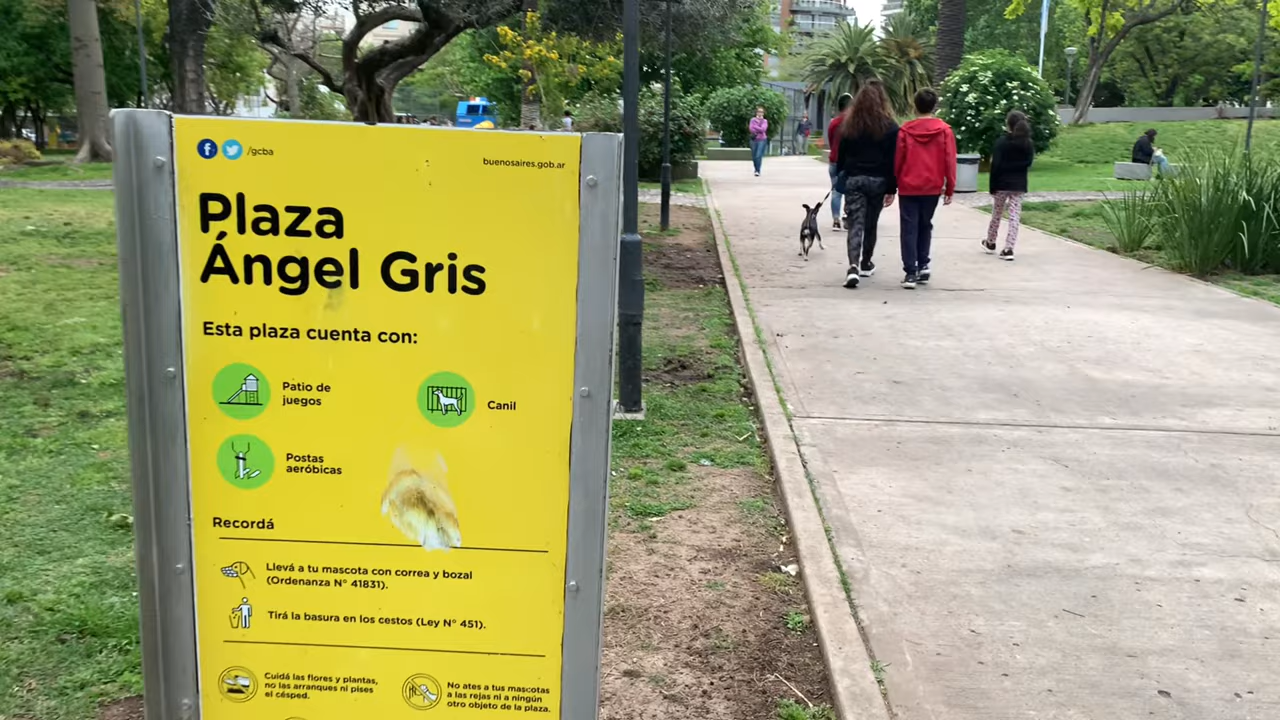 /gcba
buenosaires.gob.ar
Plaza
Ángel Gris
Esta plaza cuenta con:
Patio de
juegos
Canil
Postas
aeróbicas
Recordá
Llevá a tu mascota con correa y bozal
(Ordenanza N° 41831).
Tirá la basura en los cestos (Ley N° 451).
Cuidá las flores y plantas,
no las arranques ni pises
el césped.
No ates a tus mascotas
a las rejas ni a ningún
otro objeto de la plaza.